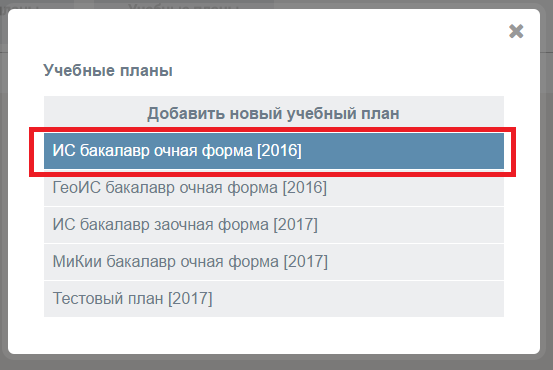 Учебные планы
Добавить новый учебный план
ИС бакалавр очная форма [2016]
ГеоИС бакалавр очная форма [2016]
ИС бакалавр заочная форма [2017]
МиКии бакалавр очная форма [2017]
Тестовый план [2017]